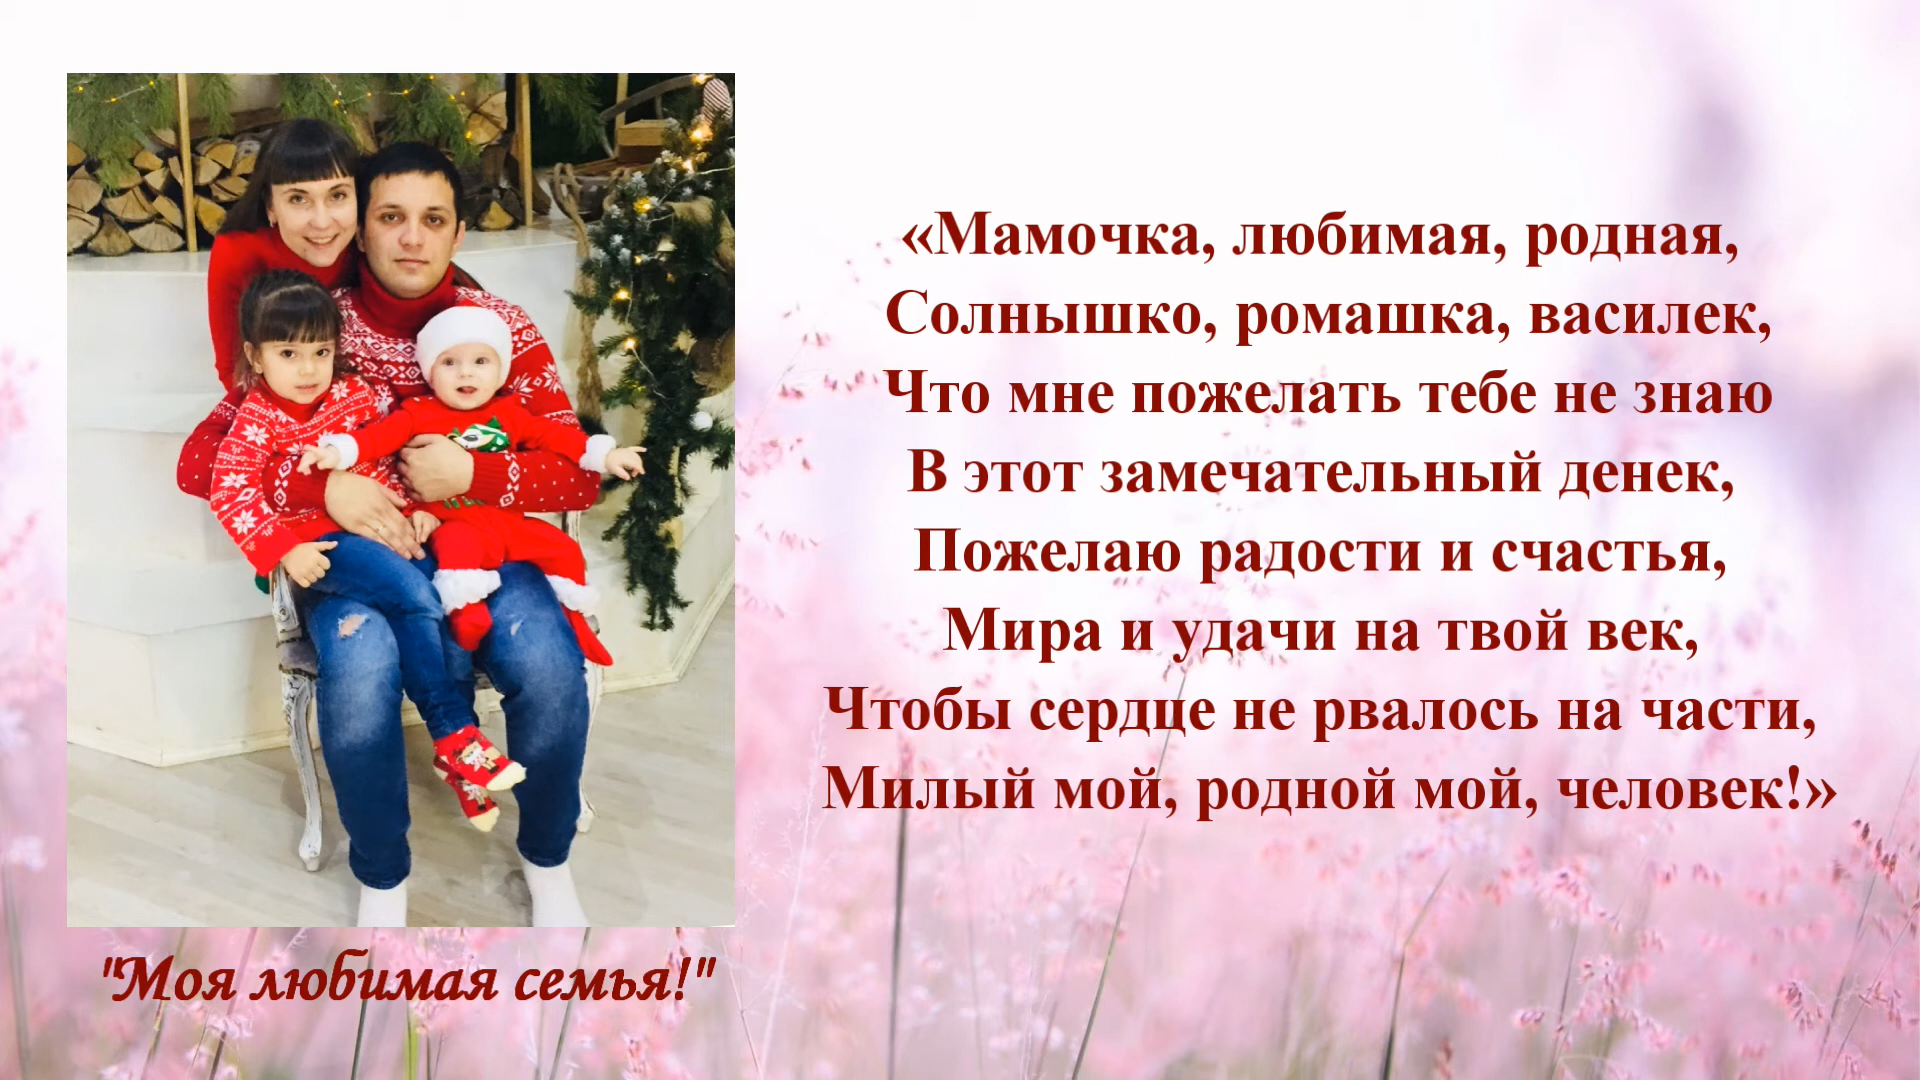 «Мамочка, любимая, родная,
Солнышко, ромашка, василек,
Что мне пожелать тебе не знаю
В этот замечательный денек,
Пожелаю радости и счастья,
Мира и удачи на твой век,
Чтобы сердце не рвалось на части,
Милый мой, родной мой, человек!»
"Моя любимая семья!"